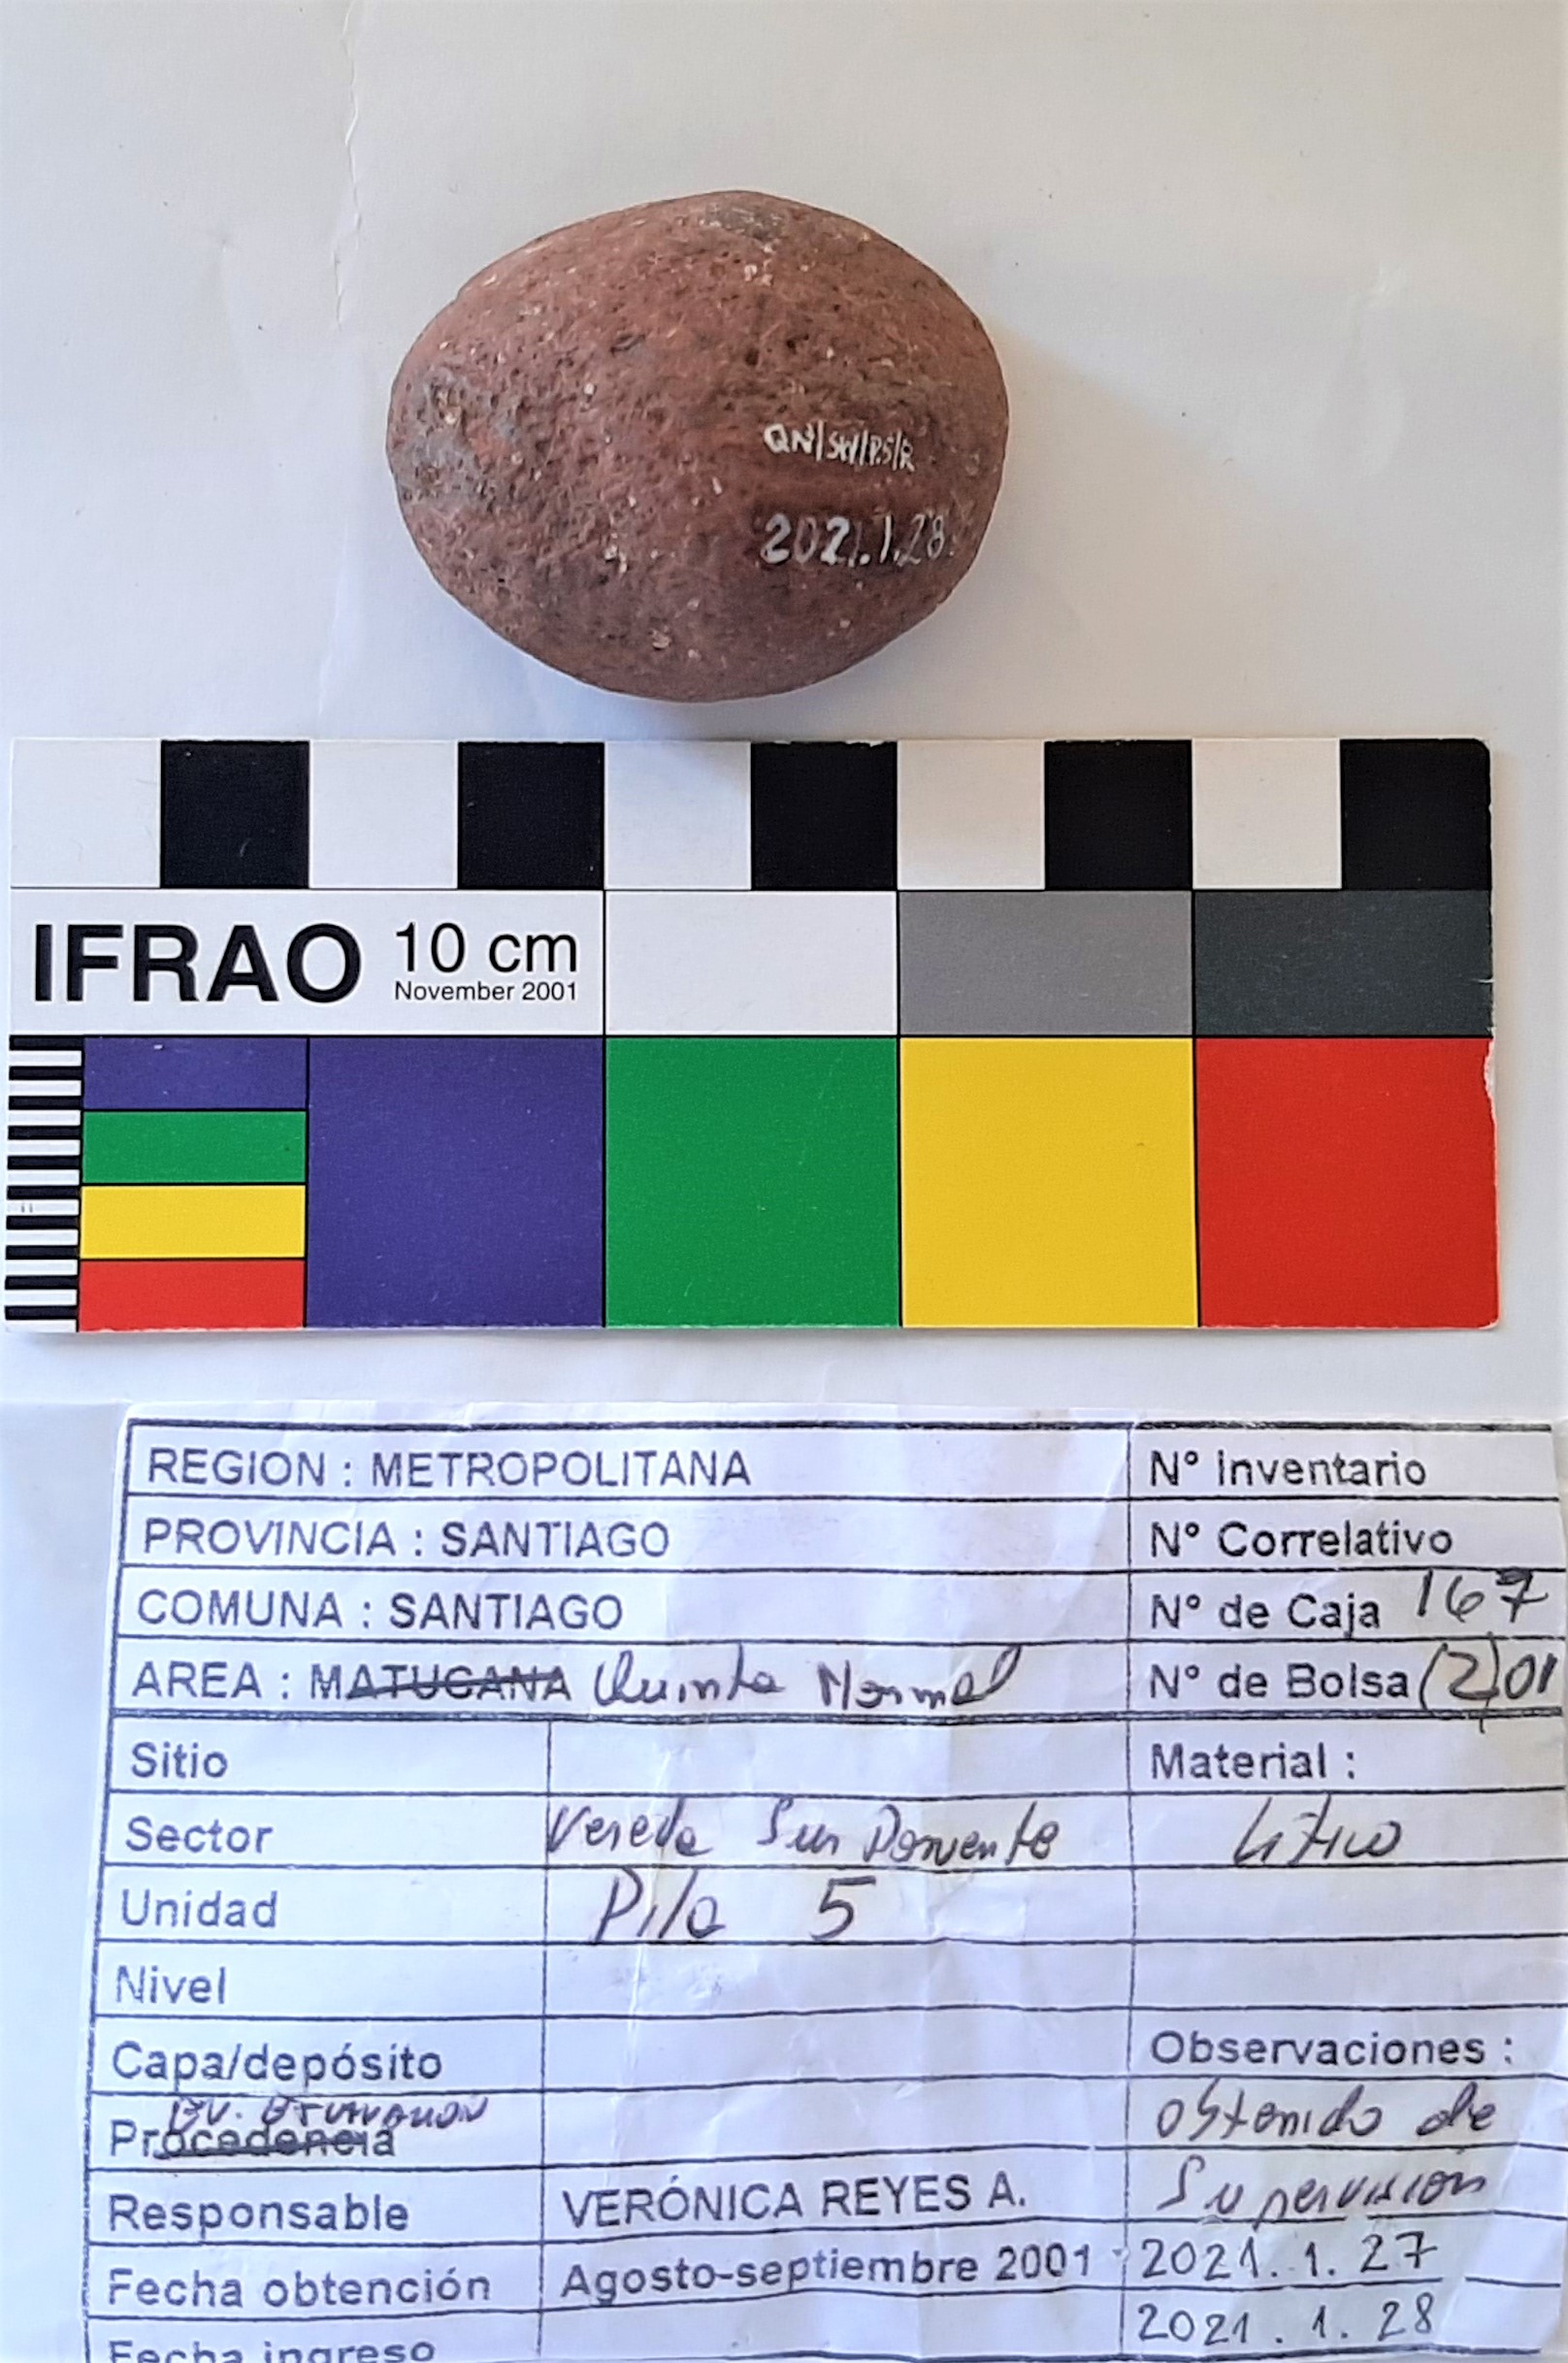 QN/SW/P.5/R
2021.1.28
IFRAO 10 cm
November 2001
REGION : METROPOLITANA
N° Inventario
PROVINCIA : SANTIAGO
N° Correlativo
COMUNA : SANTIAGO
N° de Caja 167
AREA : MATUCANA Quinta Normal
N° de Bolsa (2)01
Sitio
Material :
Sector Vereda Sur Poniente
Lítico
Unidad Pila 5
Nivel
Capa/depósito
Observaciones :
Procedencia
obtenido de
Responsable VERÓNICA REYES A.
Supervisión
Fecha obtención Agosto-septiembre 2001
2021.1.27
Fecha ingreso
2021.1.28